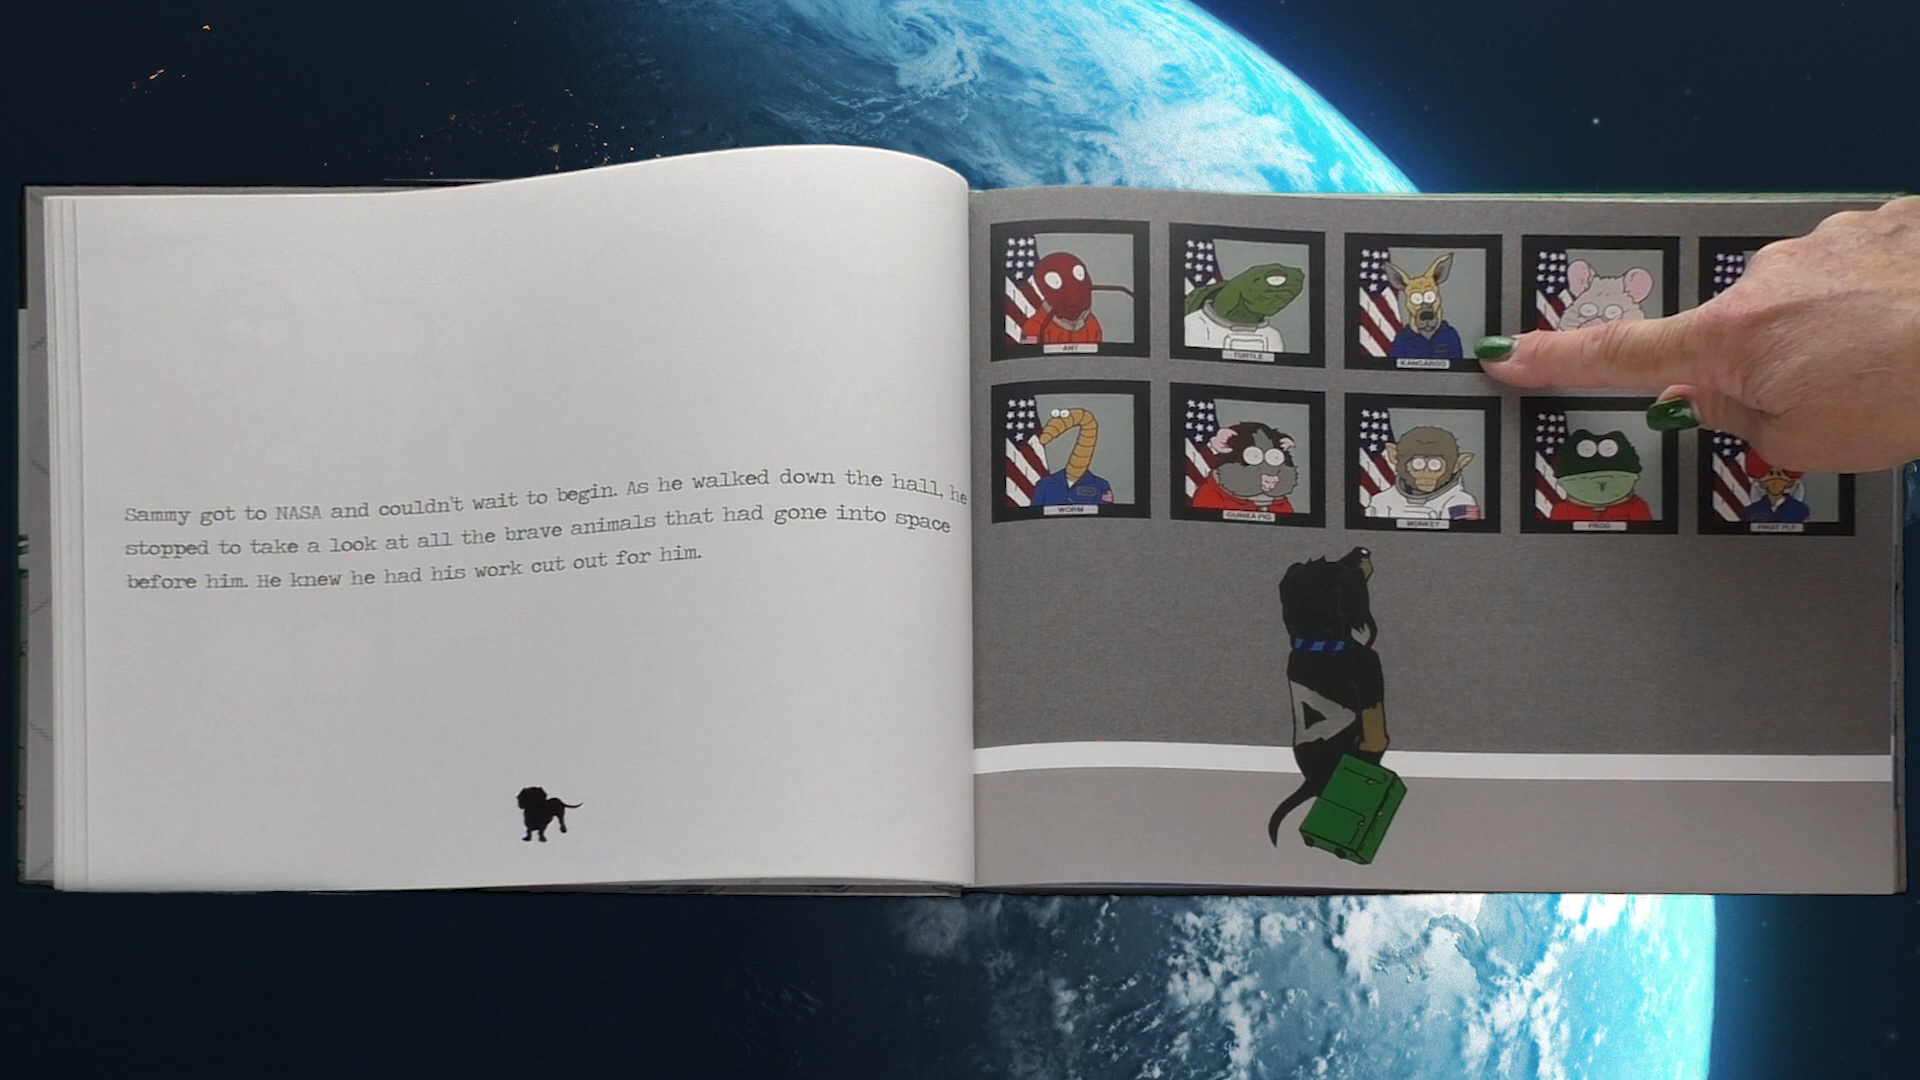 Sammy got to NASA and couldn't wait to begin. As he walked down the hall, he
stopped to take a look at all the brave animals that had gone into space
before him. He knew he had his work cut out for him.
ANT
TURTLE
KANGAROO
WORM
GUINEA PIG
MONKEY
FROG
FRUIT FLY